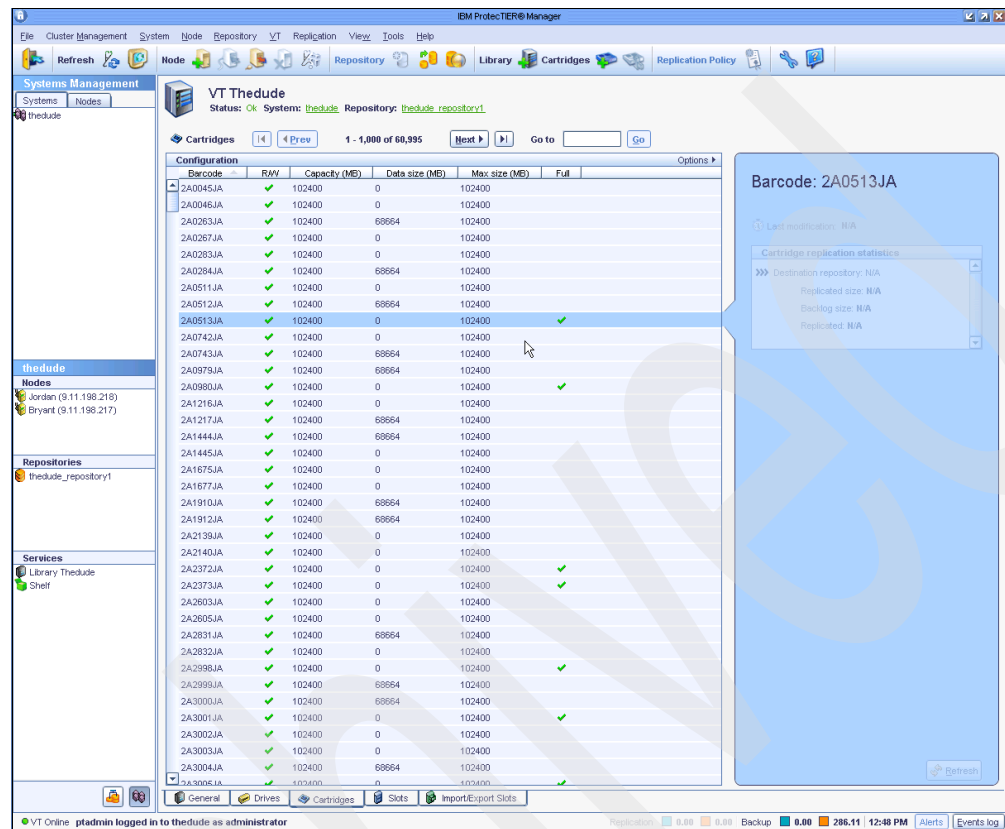 IBM ProtecTIER® Manager
File Cluster Management System Node Repository VT Replication View Tools Help
Refresh Node Repository Library Cartridges Replication Policy
Systems Management
Systems Nodes
thedude
VT Thedude
Status: Ok System: thedude Repository: thedude_repository1
Cartridges Prev 1 - 1,000 of 60,995 Next Go to Go
Configuration Options
Barcode R/W Capacity (MB) Data size (MB) Max size (MB) Full
2A0045JA 102400 0 102400
2A0046JA 102400 0 102400
2A0263JA 102400 68664 102400
2A0267JA 102400 0 102400
2A0283JA 102400 0 102400
2A0284JA 102400 68664 102400
2A0511JA 102400 0 102400
2A0512JA 102400 68664 102400
2A0513JA 102400 0 102400
2A0742JA 102400 0 102400
2A0743JA 102400 68664 102400
2A0979JA 102400 68664 102400
2A0980JA 102400 0 102400
2A1216JA 102400 0 102400
2A1217JA 102400 68664 102400
2A1444JA 102400 68664 102400
2A1445JA 102400 0 102400
2A1675JA 102400 0 102400
2A1677JA 102400 0 102400
2A1910JA 102400 68664 102400
2A1912JA 102400 68664 102400
2A2139JA 102400 0 102400
2A2140JA 102400 0 102400
2A2372JA 102400 0 102400
2A2373JA 102400 0 102400
2A2603JA 102400 0 102400
2A2605JA 102400 0 102400
2A2831JA 102400 68664 102400
2A2832JA 102400 0 102400
2A2998JA 102400 0 102400
2A2999JA 102400 68664 102400
2A3000JA 102400 68664 102400
2A3001JA 102400 0 102400
2A3002JA 102400 0 102400
2A3003JA 102400 0 102400
2A3004JA 102400 68664 102400
2A3005JA 102400 0 102400
Barcode: 2A0513JA
Last modification: N/A
Cartridge replication statistics
Destination repository: N/A
Replicated size: N/A
Backlog size: N/A
Replicated: N/A
Refresh
thedude
Nodes
Jordan (9.11.198.218)
Bryant (9.11.198.217)
Repositories
thedude_repository1
Services
Library Thedude
Shelf
General Drives Cartridges Slots Import/Export Slots
VT Online ptadmin logged in to thedude as administrator Replication 0.00 0.00 Backup 0.00 286.11 12:48 PM Alerts Events log